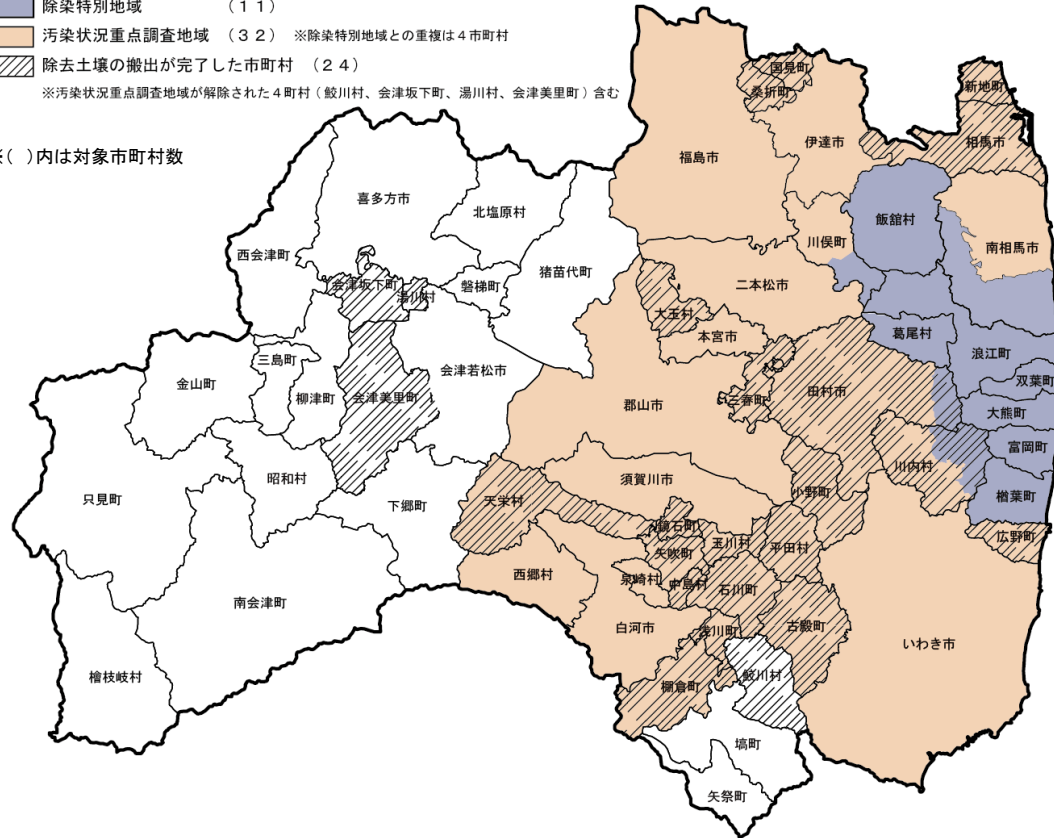 除染特別地域 （11）
汚染状況重点調査地域 （32） ※除染特別地域との重複は4市町村
除去土壌の搬出が完了した市町村 （24）
※汚染状況重点調査地域が解除された4町村（鮫川村、会津坂下町、湯川村、会津美里町）含む
※( )内は対象市町村数
国見町
桑折町
新地町
相馬市
伊達市
福島市
喜多方市
北塩原村
飯舘村
川俣町
南相馬市
西会津町
猪苗代町
会津坂下町
湯川村
磐梯町
二本松市
大玉村
本宮市
葛尾村
浪江町
三島町
会津若松市
双葉町
金山町
柳津町
会津美里町
郡山市
三春町
田村市
大熊町
富岡町
川内村
昭和村
須賀川市
小野町
楢葉町
只見町
下郷町
天栄村
鏡石町
広野町
玉川村
平田村
矢吹町
西郷村
泉崎村
中島村
石川町
南会津町
白河市
浅川町
古殿町
いわき市
檜枝岐村
棚倉町
鮫川村
塙町
矢祭町